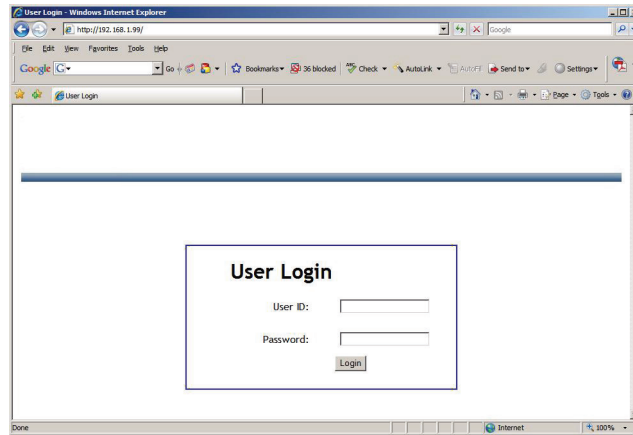 User Login - Windows Internet Explorer
http://192.168.1.99/
Google
File Edit View Favorites Tools Help
Google G Go Bookmarks 36 blocked Check AutoLink AutoFill Send to Settings
User Login Page Tools
User Login
User ID:
Password:
Login
Done Internet 100%